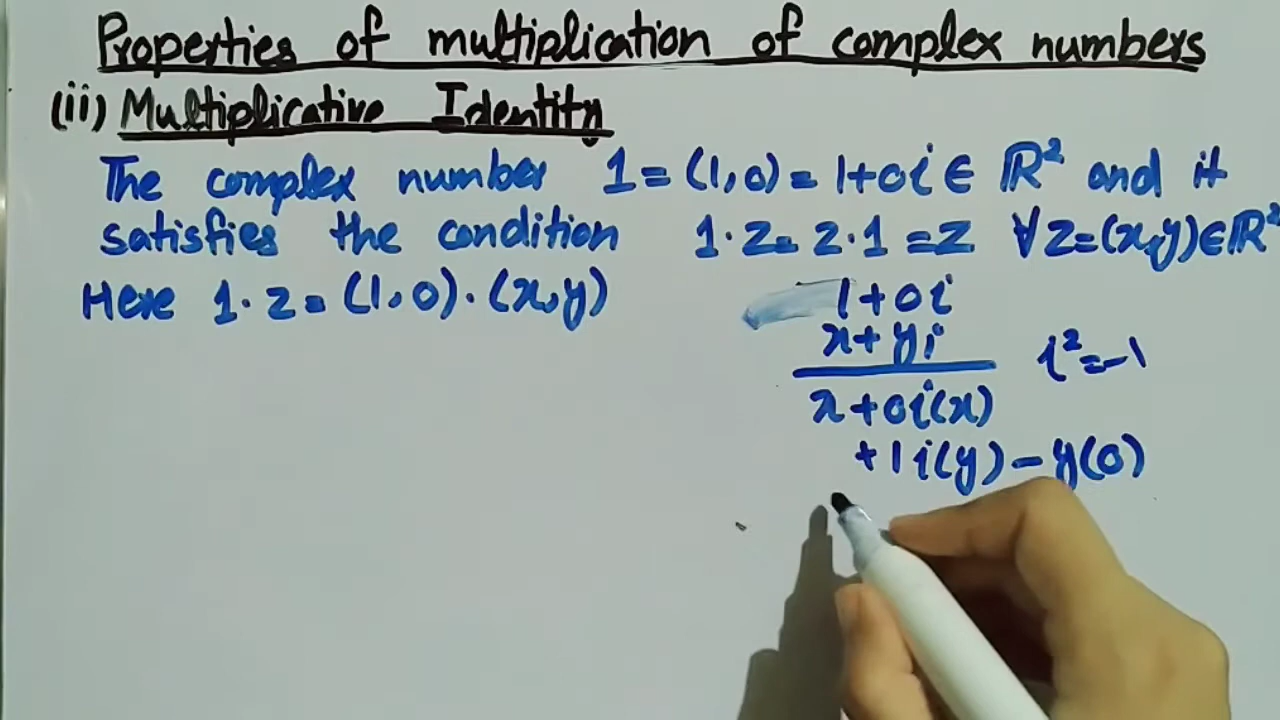 Properties of multiplication of complex numbers
(ii) Multiplicative Identity
The complex number 1 = (1,0) = 1+0i ∈ ℝ² and it
satisfies the condition 1·z = z·1 = z ∀ z=(x,y)∈ℝ²
Here 1·z = (1,0)·(x,y)
1+0i
x+yi
i²=-1
x+0i(x)
+1i(y)-y(0)